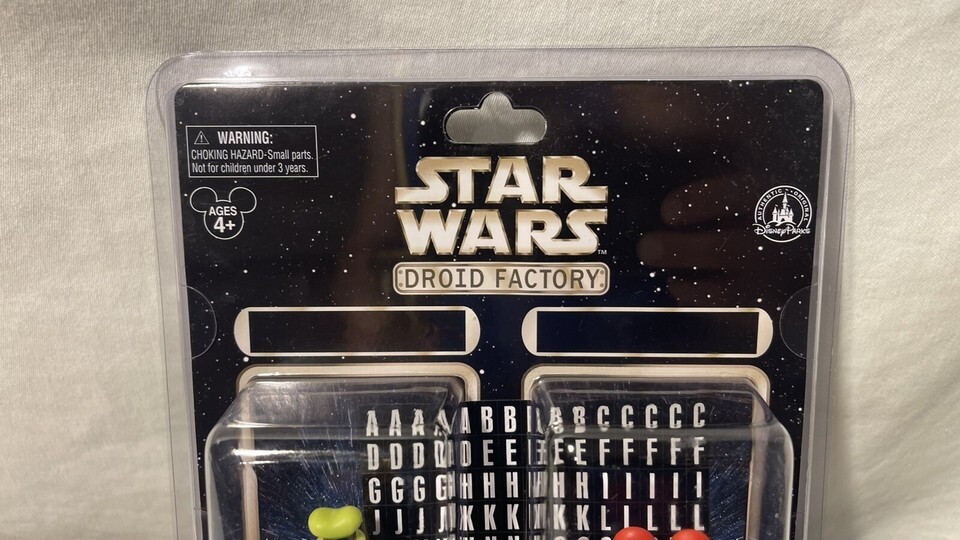 WARNING:
CHOKING HAZARD-Small parts.
Not for children under 3 years.
AGES
4+
STAR
WARS
TM
DROID FACTORY
AUTHENTIC • ORIGINAL
Disney Parks
A A A A A B B B B C C C C C
D D D D D E E E E F F F F F
G G G G H H H H H I I I I I
J J J J K K K K K L L L L L